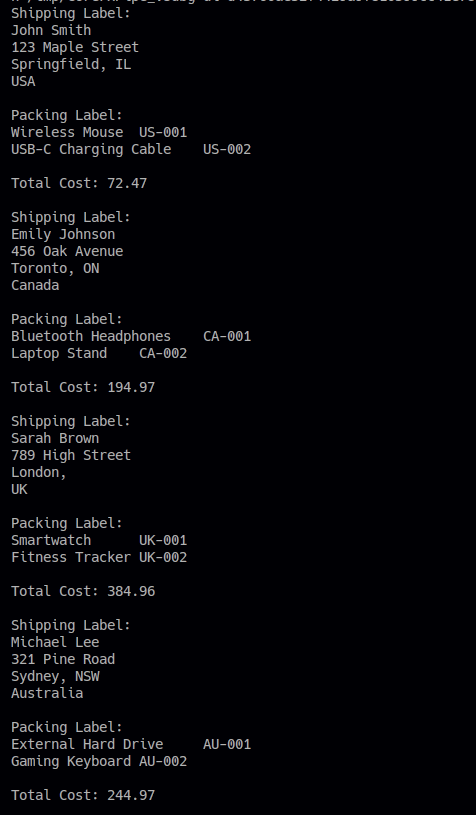 Shipping Label:
John Smith
123 Maple Street
Springfield, IL
USA

Packing Label:
Wireless Mouse	US-001
USB-C Charging Cable	US-002

Total Cost: 72.47

Shipping Label:
Emily Johnson
456 Oak Avenue
Toronto, ON
Canada

Packing Label:
Bluetooth Headphones	CA-001
Laptop Stand	CA-002

Total Cost: 194.97

Shipping Label:
Sarah Brown
789 High Street
London,
UK

Packing Label:
Smartwatch	UK-001
Fitness Tracker	UK-002

Total Cost: 384.96

Shipping Label:
Michael Lee
321 Pine Road
Sydney, NSW
Australia

Packing Label:
External Hard Drive	AU-001
Gaming Keyboard	AU-002

Total Cost: 244.97